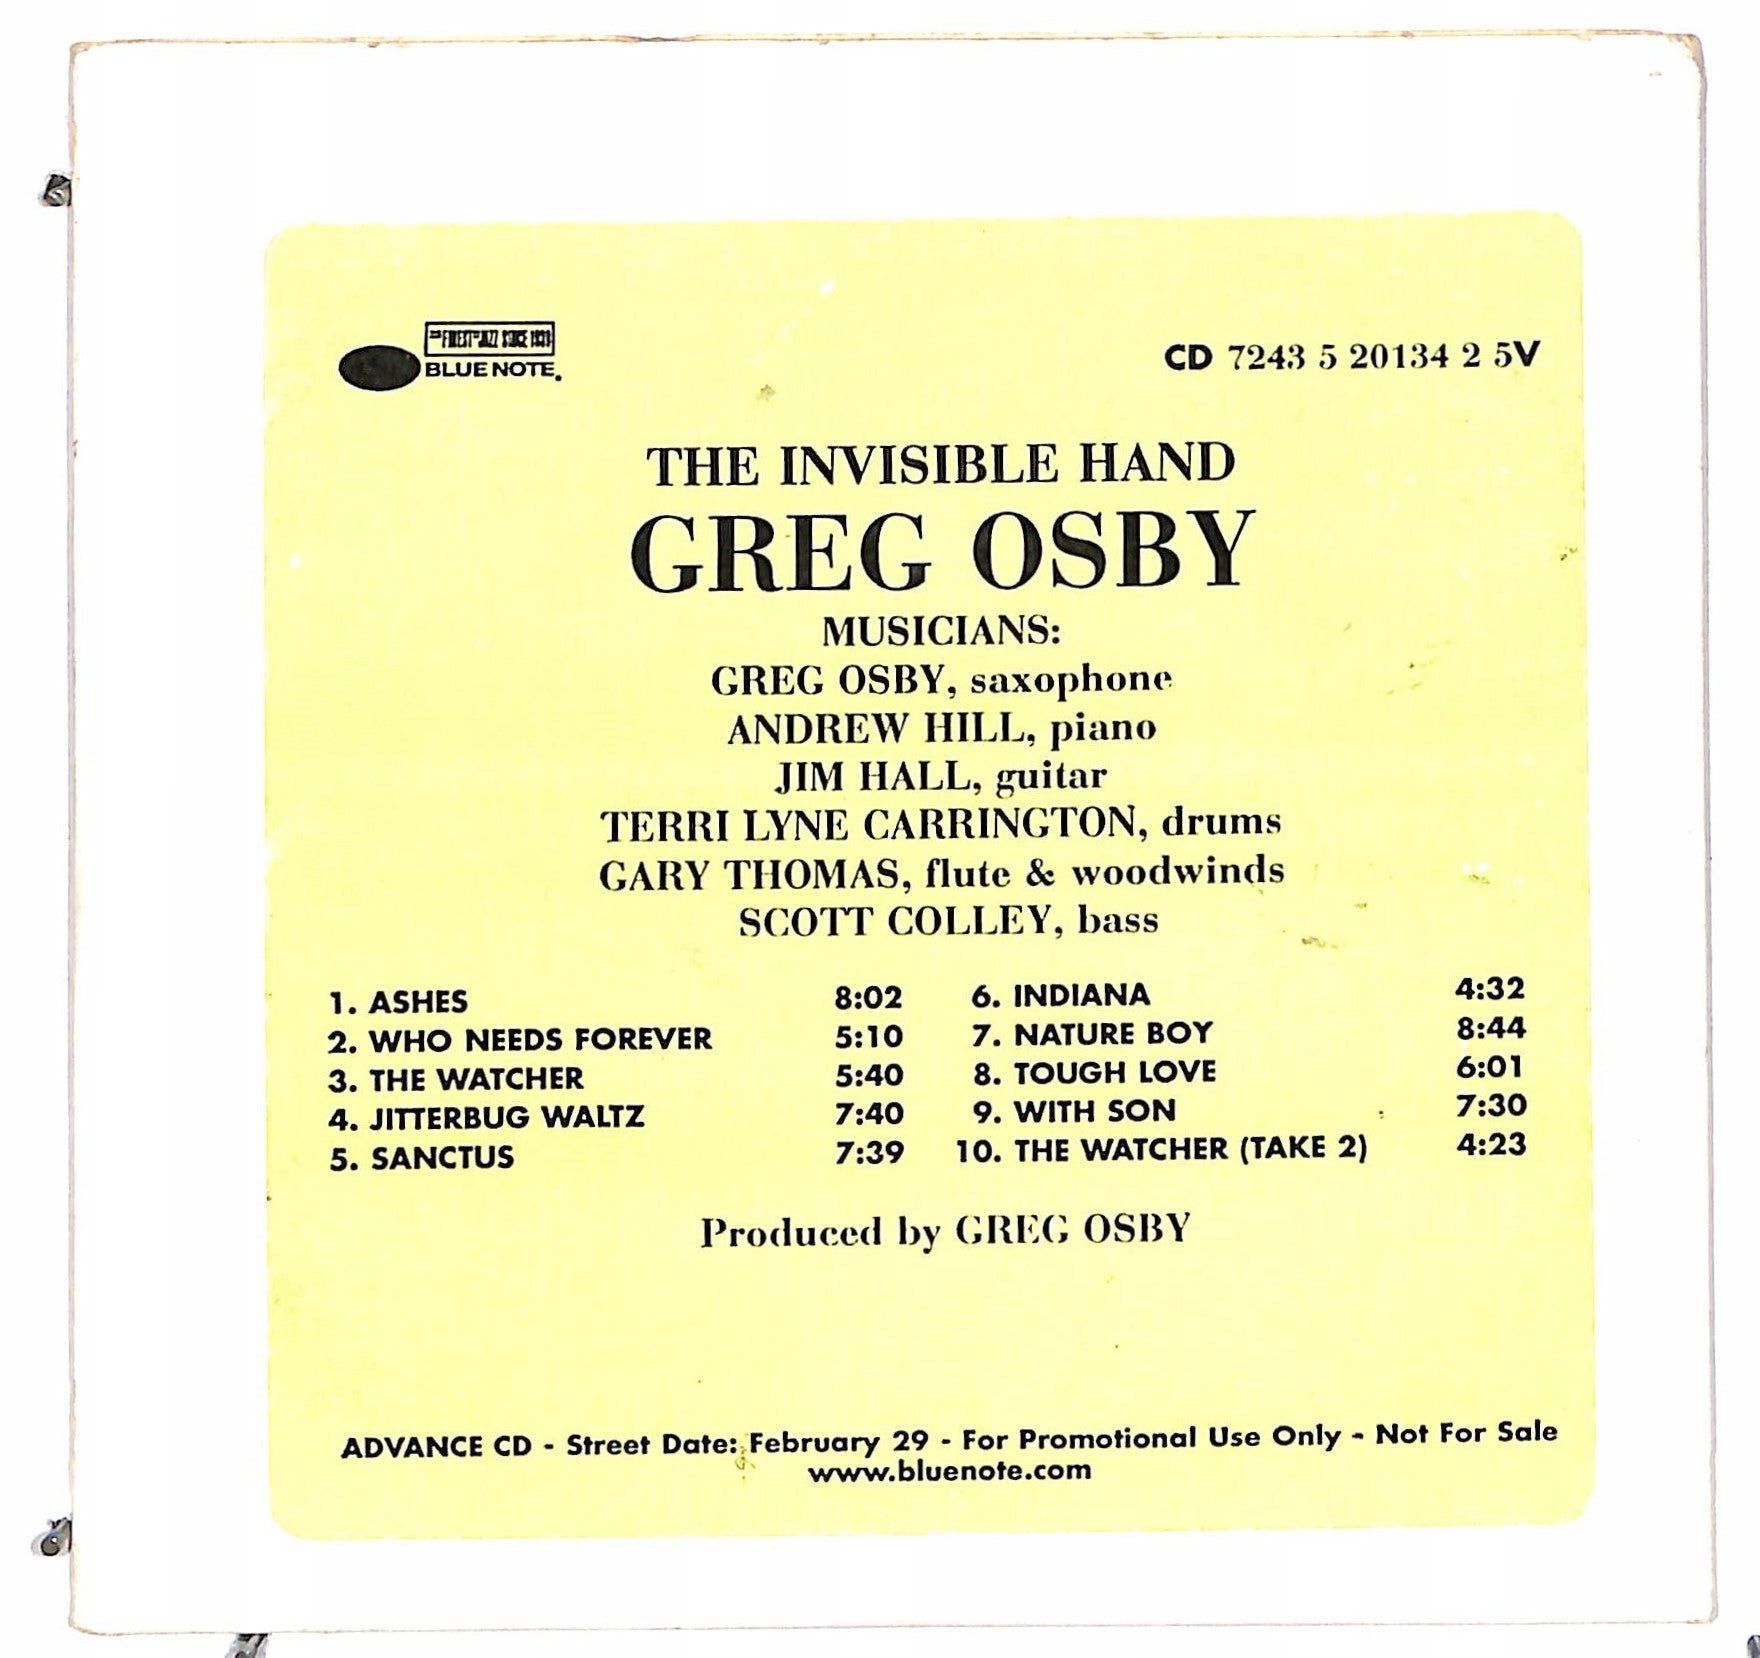 THE FINEST IN JAZZ SINCE 1939
BLUE NOTE.
CD 7243 5 20134 2 5V
THE INVISIBLE HAND
GREG OSBY
MUSICIANS:
GREG OSBY, saxophone
ANDREW HILL, piano
JIM HALL, guitar
TERRI LYNE CARRINGTON, drums
GARY THOMAS, flute & woodwinds
SCOTT COLLEY, bass
1. ASHES 8:02
2. WHO NEEDS FOREVER 5:10
3. THE WATCHER 5:40
4. JITTERBUG WALTZ 7:40
5. SANCTUS 7:39
6. INDIANA 4:32
7. NATURE BOY 8:44
8. TOUGH LOVE 6:01
9. WITH SON 7:30
10. THE WATCHER (TAKE 2) 4:23
Produced by GREG OSBY
ADVANCE CD - Street Date: February 29 - For Promotional Use Only - Not For Sale
www.bluenote.com